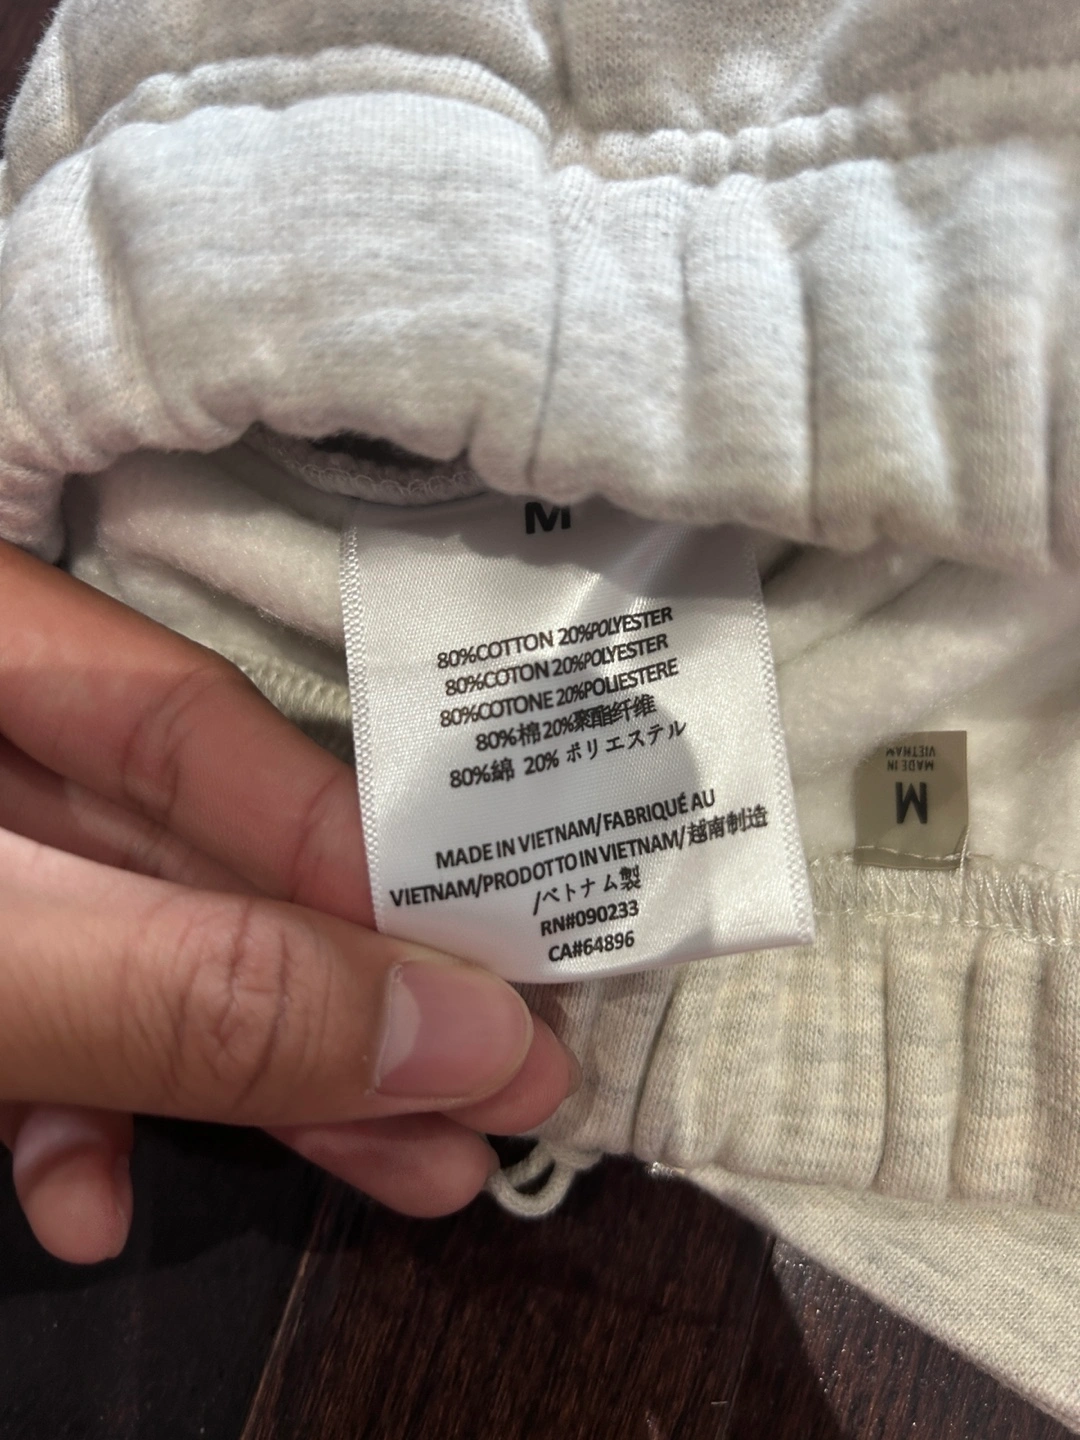 M
80%COTTON 20%POLYESTER
80%COTON 20%POLYESTER
80%COTONE 20%POLIESTERE
80%棉 20%聚酯纤维
80%綿 20% ポリエステル
MADE IN VIETNAM/FABRIQUÉ AU
VIETNAM/PRODOTTO IN VIETNAM/越南制造
/ベトナム製
RN#090233
CA#64896
M
MADE IN
VIETNAM